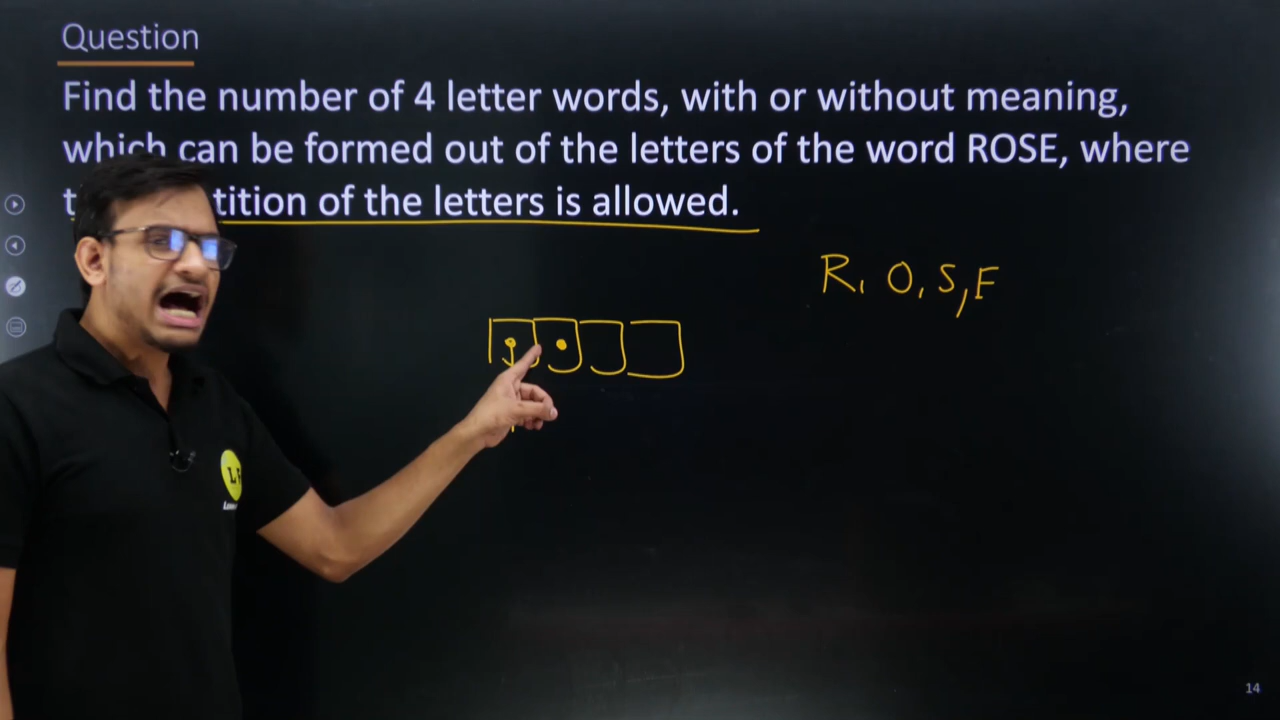 Question
Find the number of 4 letter words, with or without meaning,
which can be formed out of the letters of the word ROSE, where
tition of the letters is allowed.
R, O, S, E
14